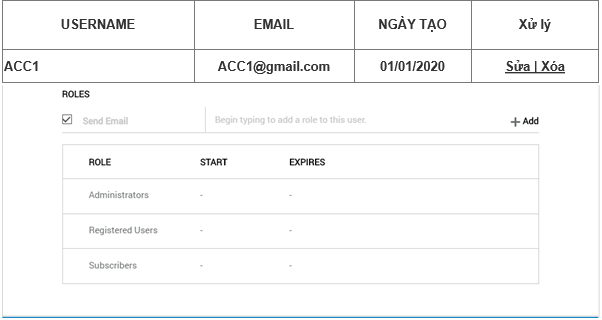 USERNAME EMAIL NGÀY TẠO Xử lý
ACC1 ACC1@gmail.com 01/01/2020 Sửa | Xóa
ROLES
Send Email Begin typing to add a role to this user. + Add
ROLE START EXPIRES
Administrators - -
Registered Users - -
Subscribers - -